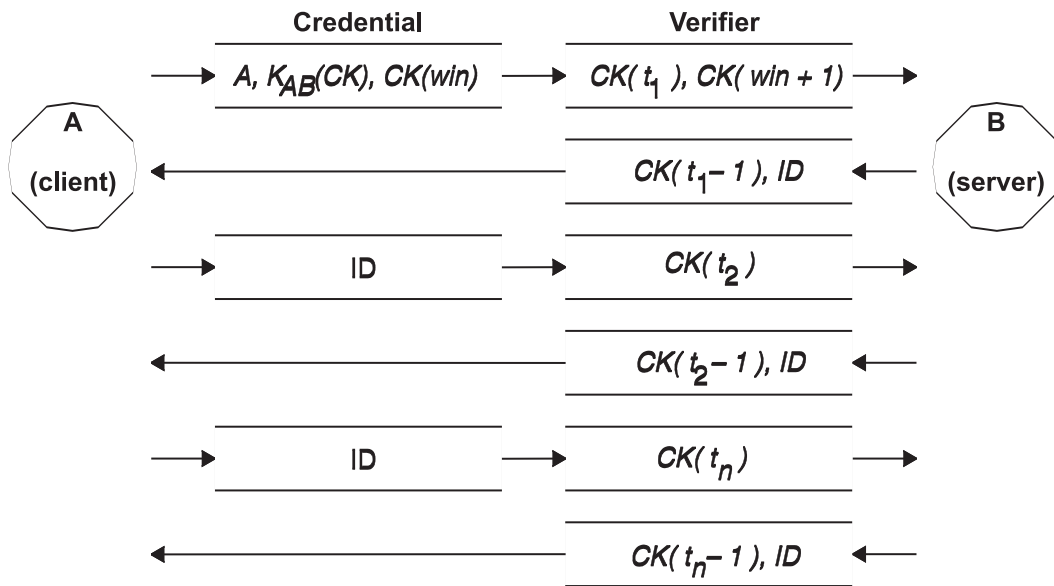 Credential
Verifier
A, K_AB(CK), CK(win)
CK( t_1 ), CK( win + 1)
A
(client)
B
(server)
CK( t_1 – 1 ), ID
ID
CK( t_2 )
CK( t_2 – 1 ), ID
ID
CK( t_n )
CK( t_n – 1 ), ID